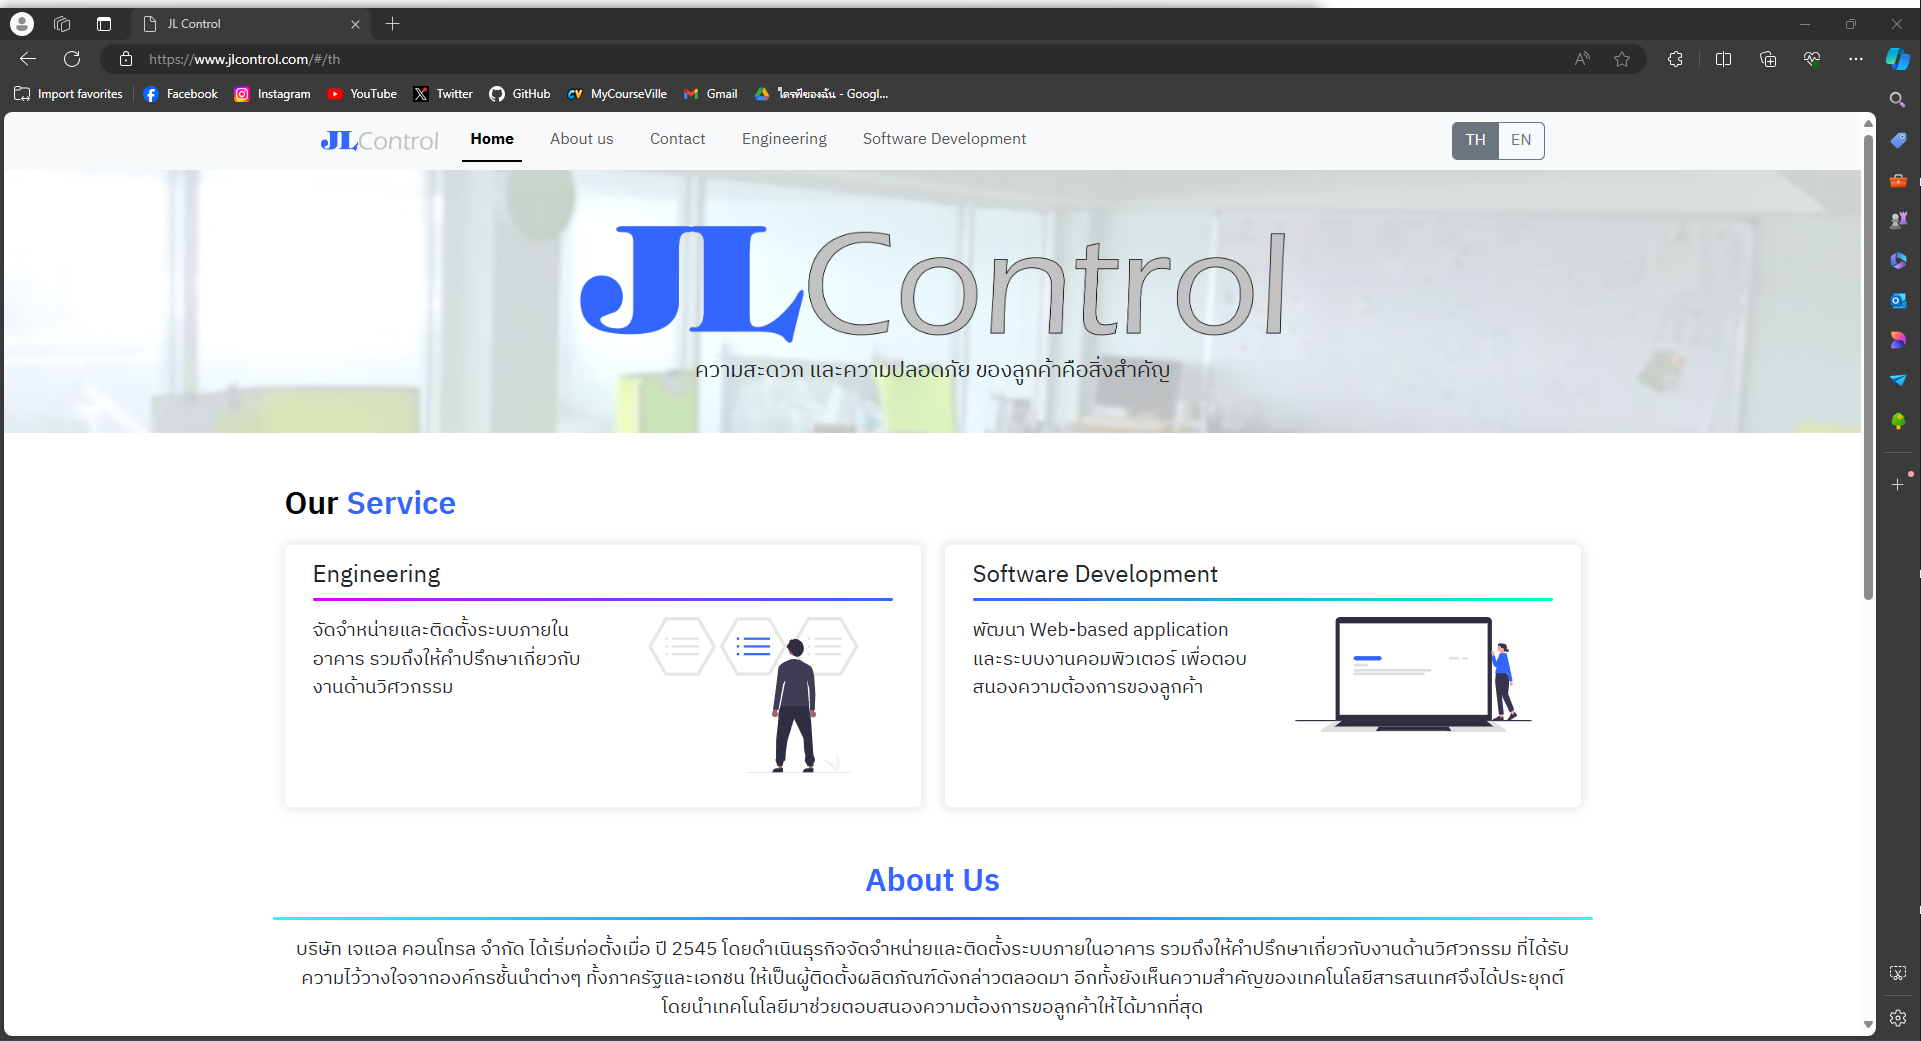 JL Control
https://www.jlcontrol.com/#/th
Import favorites
Facebook
Instagram
YouTube
Twitter
GitHub
MyCourseVille
Gmail
ไดรฟ์ของฉัน - Googl...
JLControl
Home
About us
Contact
Engineering
Software Development
TH
EN
JLControl
ความสะดวก และความปลอดภัย ของลูกค้าคือสิ่งสำคัญ
Our Service
Engineering
จัดจำหน่ายและติดตั้งระบบภายใน
อาคาร รวมถึงให้คำปรึกษาเกี่ยวกับ
งานด้านวิศวกรรม
Software Development
พัฒนา Web-based application
และระบบงานคอมพิวเตอร์ เพื่อตอบ
สนองความต้องการของลูกค้า
About Us
บริษัท เจแอล คอนโทรล จำกัด ได้เริ่มก่อตั้งเมื่อ ปี 2545 โดยดำเนินธุรกิจจัดจำหน่ายและติดตั้งระบบภายในอาคาร รวมถึงให้คำปรึกษาเกี่ยวกับงานด้านวิศวกรรม ที่ได้รับ
ความไว้วางใจจากองค์กรชั้นนำต่างๆ ทั้งภาครัฐและเอกชน ให้เป็นผู้ติดตั้งผลิตภัณฑ์ดังกล่าวตลอดมา อีกทั้งยังเห็นความสำคัญของเทคโนโลยีสารสนเทศจึงได้ประยุกต์
โดยนำเทคโนโลยีมาช่วยตอบสนองความต้องการขอลูกค้าให้ได้มากที่สุด